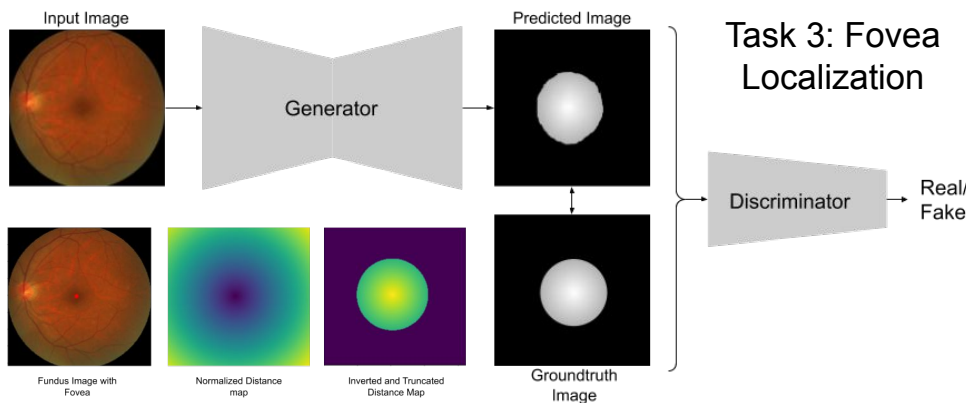 Input Image
Predicted Image
Task 3: Fovea
Localization
Generator
Discriminator
Real/
Fake
Fundus Image with
Fovea
Normalized Distance
map
Inverted and Truncated
Distance Map
Groundtruth
Image